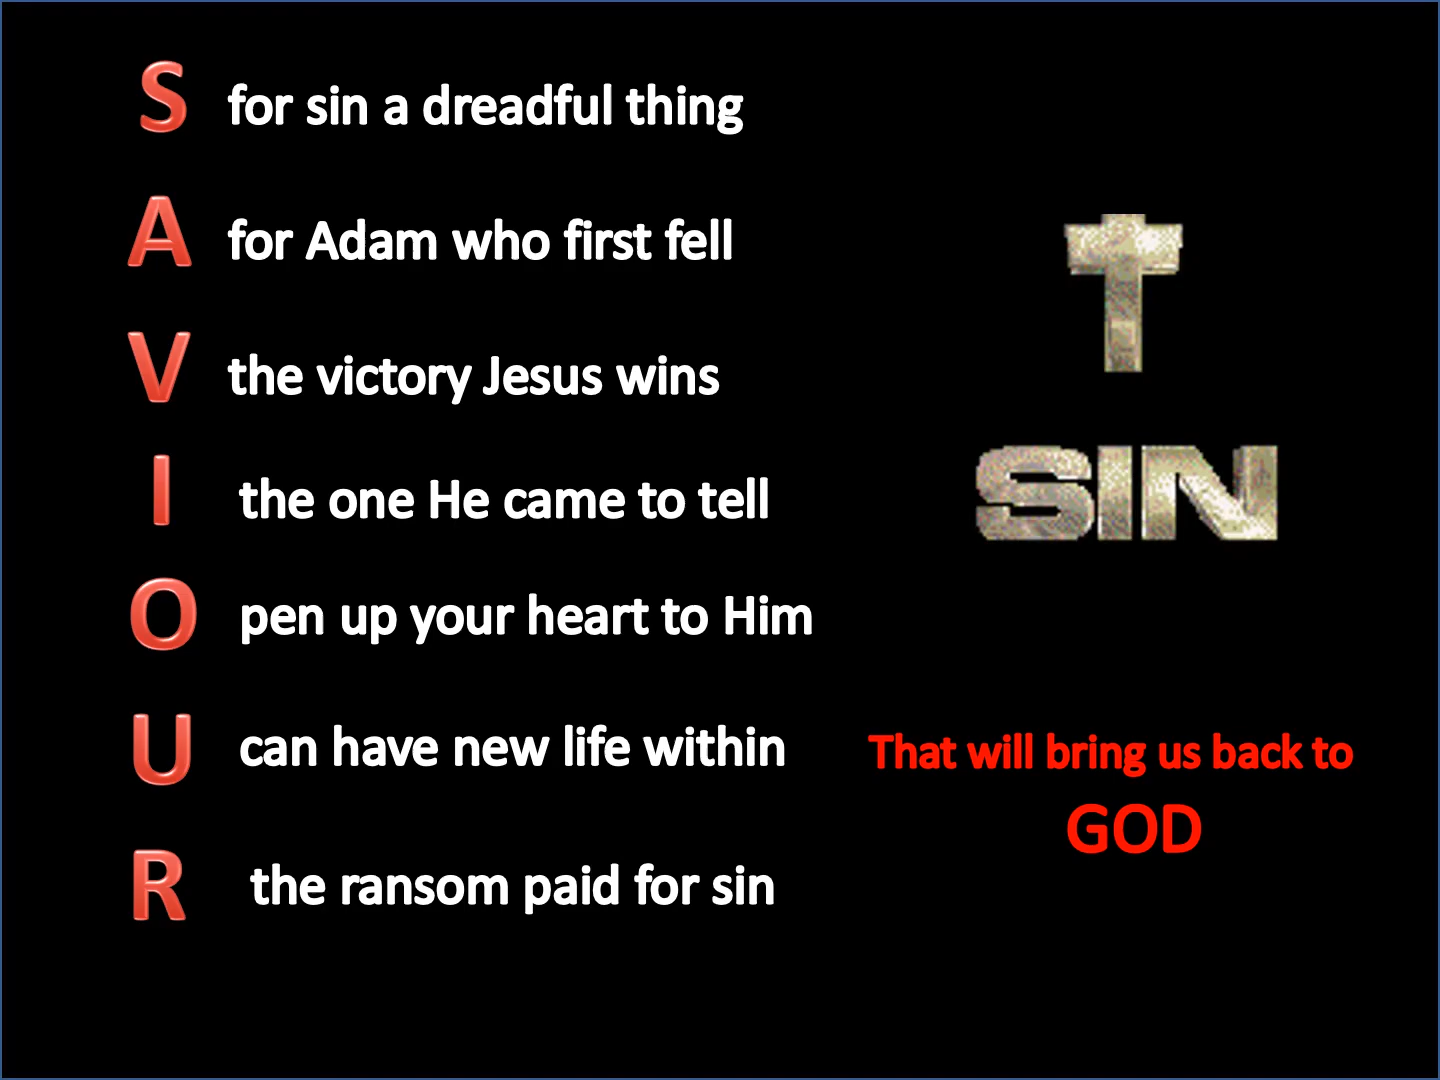 S for sin a dreadful thing
A for Adam who first fell
V the victory Jesus wins
I the one He came to tell
O pen up your heart to Him
U can have new life within
R the ransom paid for sin
SIN
That will bring us back to
GOD